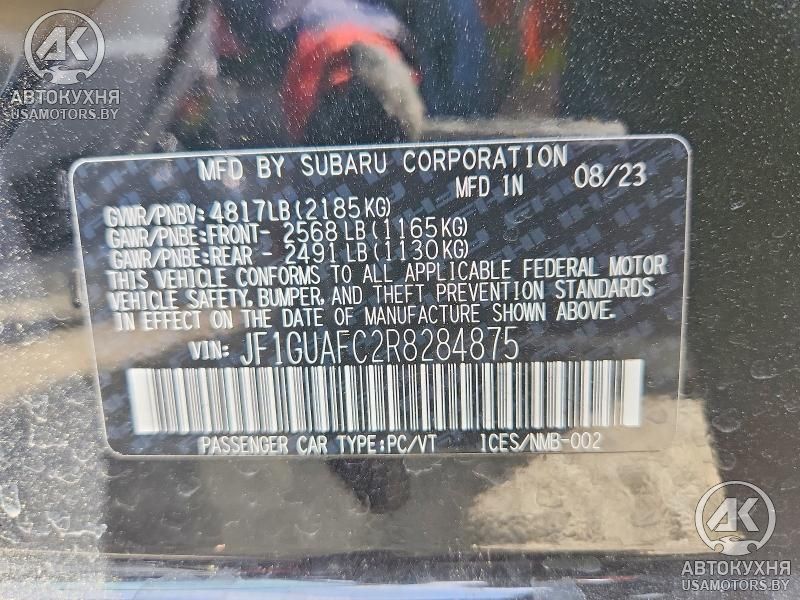 AK
АВТОКУХНЯ
USAMOTORS.BY
MFD BY SUBARU CORPORATION
MFD IN 08/23
GVWR/PNBV: 4817LB(2185KG)
GAWR/PNBE:FRONT- 2568LB(1165KG)
GAWR/PNBE:REAR - 2491LB(1130KG)
THIS VEHICLE CONFORMS TO ALL APPLICABLE FEDERAL MOTOR
VEHICLE SAFETY, BUMPER, AND THEFT PREVENTION STANDARDS
IN EFFECT ON THE DATE OF MANUFACTURE SHOWN ABOVE.
VIN: JF1GUAFC2R8284875
PASSENGER CAR TYPE:PC/VT ICES/NMB-002
AK
АВТОКУХНЯ
USAMOTORS.BY